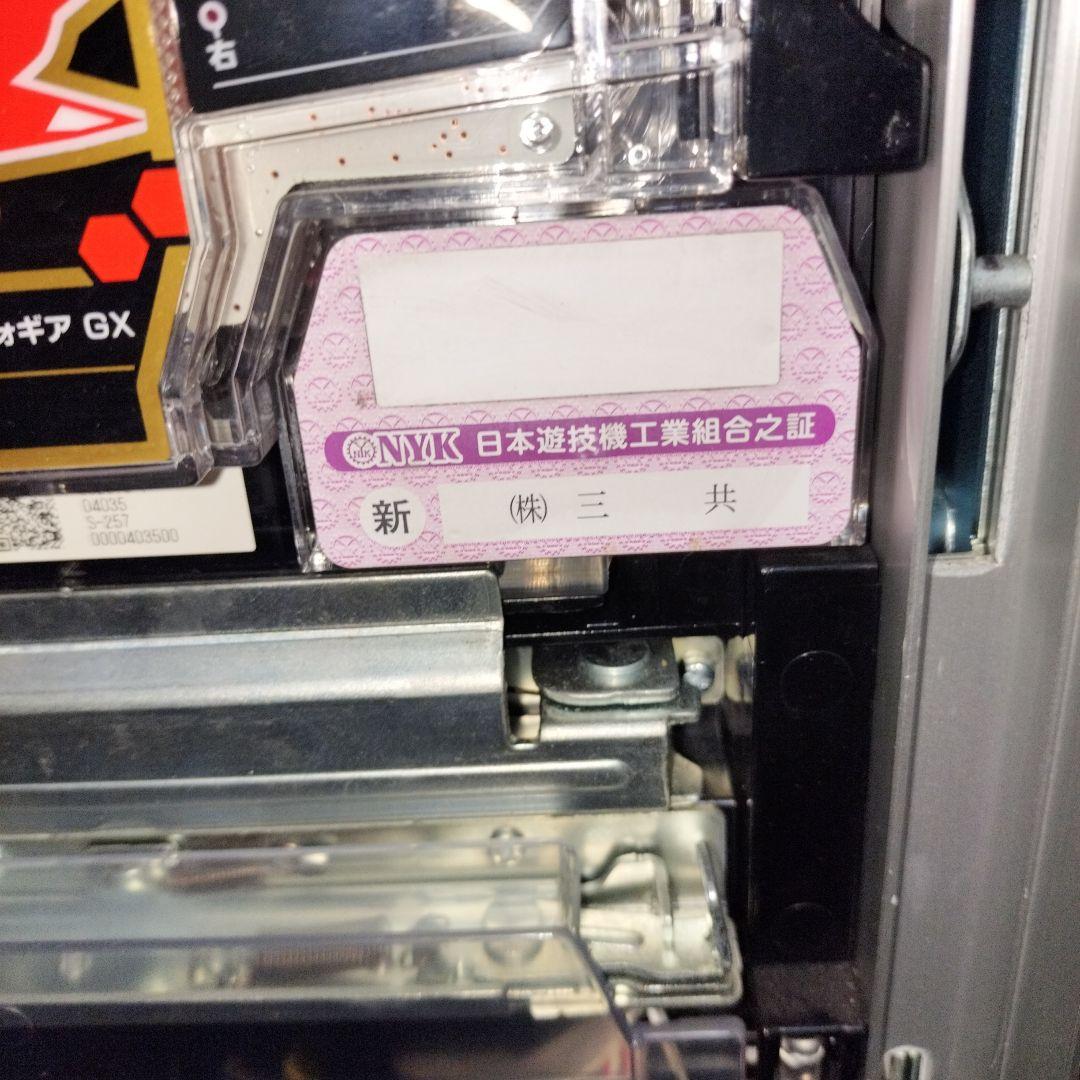 右
ォギア GX
NYK 日本遊技機工業組合之証
新 ㈱ 三 共
04035
S-257
0000403500